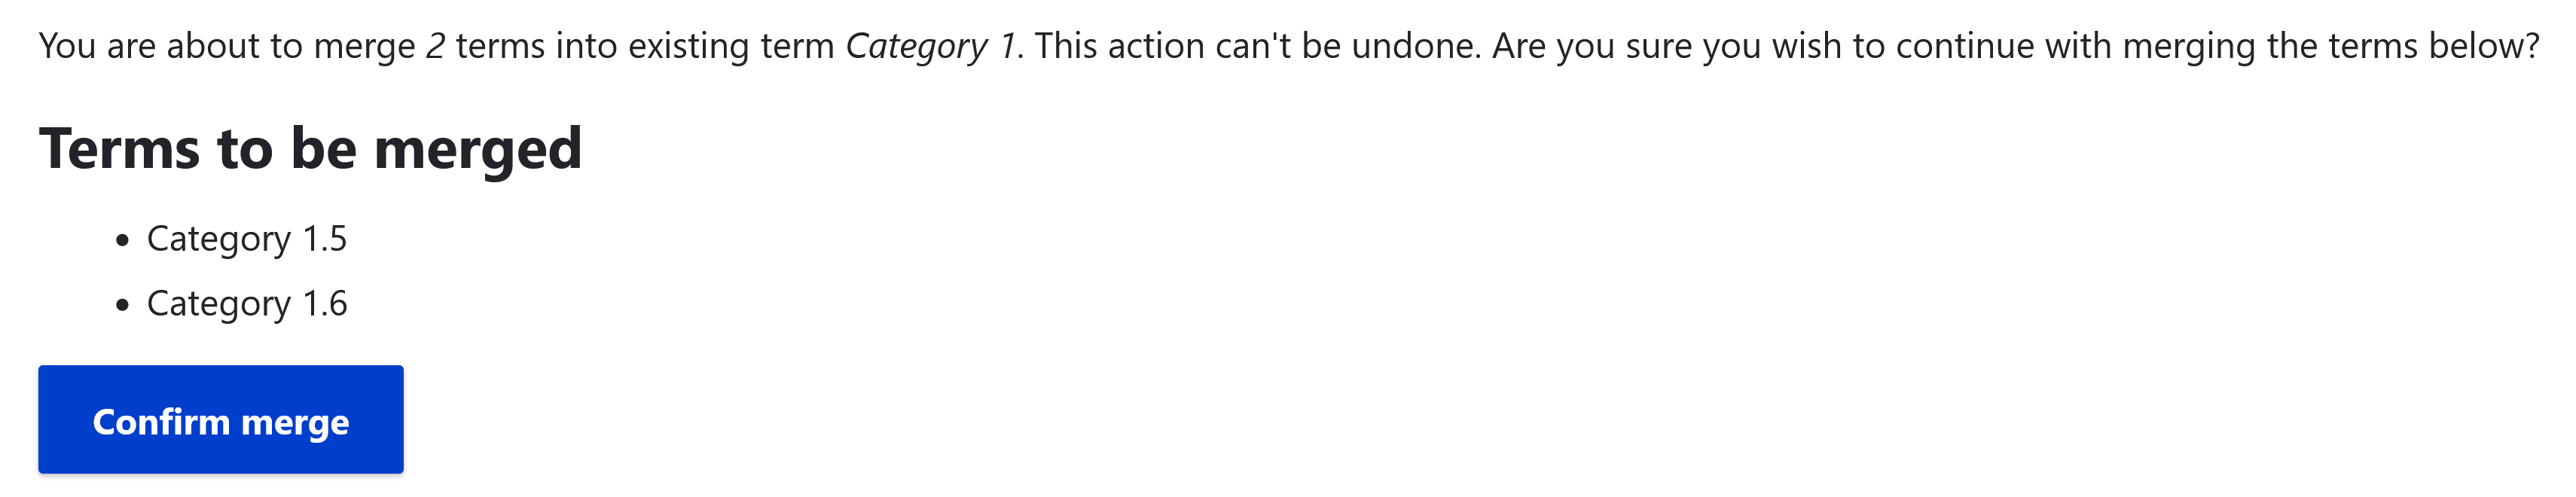 You are about to merge 2 terms into existing term Category 1. This action can't be undone. Are you sure you wish to continue with merging the terms below?
Terms to be merged
• Category 1.5
• Category 1.6
Confirm merge